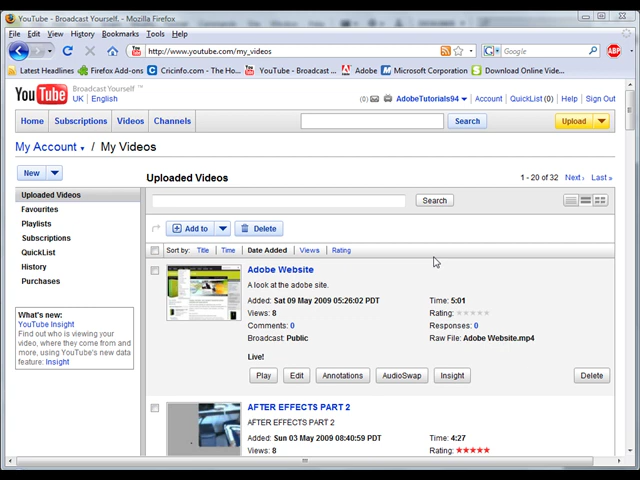 YouTube - Broadcast Yourself. - Mozilla Firefox
File Edit View History Bookmarks Tools Help
http://www.youtube.com/my_videos
Google
ABP
Latest Headlines Firefox Add-ons Cricinfo.com - The Ho... YouTube - Broadcast ... Adobe Microsoft Corporation Download Online Vide...
YouTube Broadcast Yourself ™
UK | English
(0) AdobeTutorials94 | Account | QuickList (0) | Help | Sign Out
Home Subscriptions Videos Channels Search Upload
My Account / My Videos
New
Uploaded Videos 1 - 20 of 32 Next › Last »
Uploaded Videos
Favourites
Playlists
Subscriptions
QuickList
History
Purchases
Search
Add to Delete
Sort by: Title | Time | Date Added | Views | Rating
Adobe Website
A look at the adobe site.
Added: Sat 09 May 2009 05:26:02 PDT Time: 5:01
Views: 8 Rating:
Comments: 0 Responses: 0
Broadcast: Public Raw File: Adobe Website.mp4
Live!
Play Edit Annotations AudioSwap Insight Delete
What's new:
YouTube Insight
Find out who is viewing your
video, where they come from and
more, using YouTube's new data
feature: Insight
AFTER EFFECTS PART 2
AFTER EFFECTS PART 2
Added: Sun 03 May 2009 08:40:59 PDT Time: 4:27
Views: 8 Rating: